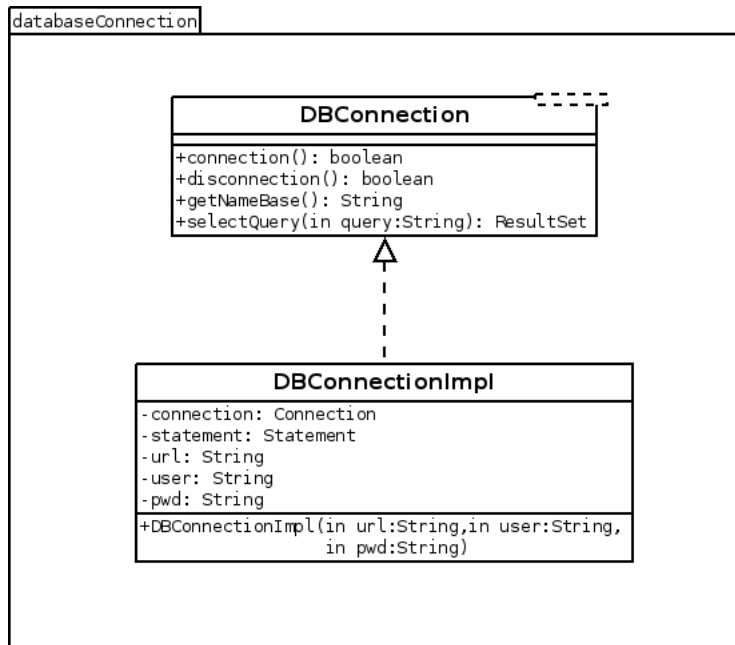 databaseConnection
DBConnection
+connection(): boolean
+disconnection(): boolean
+getNameBase(): String
+selectQuery(in query:String): ResultSet
DBConnectionImpl
-connection: Connection
-statement: Statement
-url: String
-user: String
-pwd: String
+DBConnectionImpl(in url:String,in user:String,
in pwd:String)